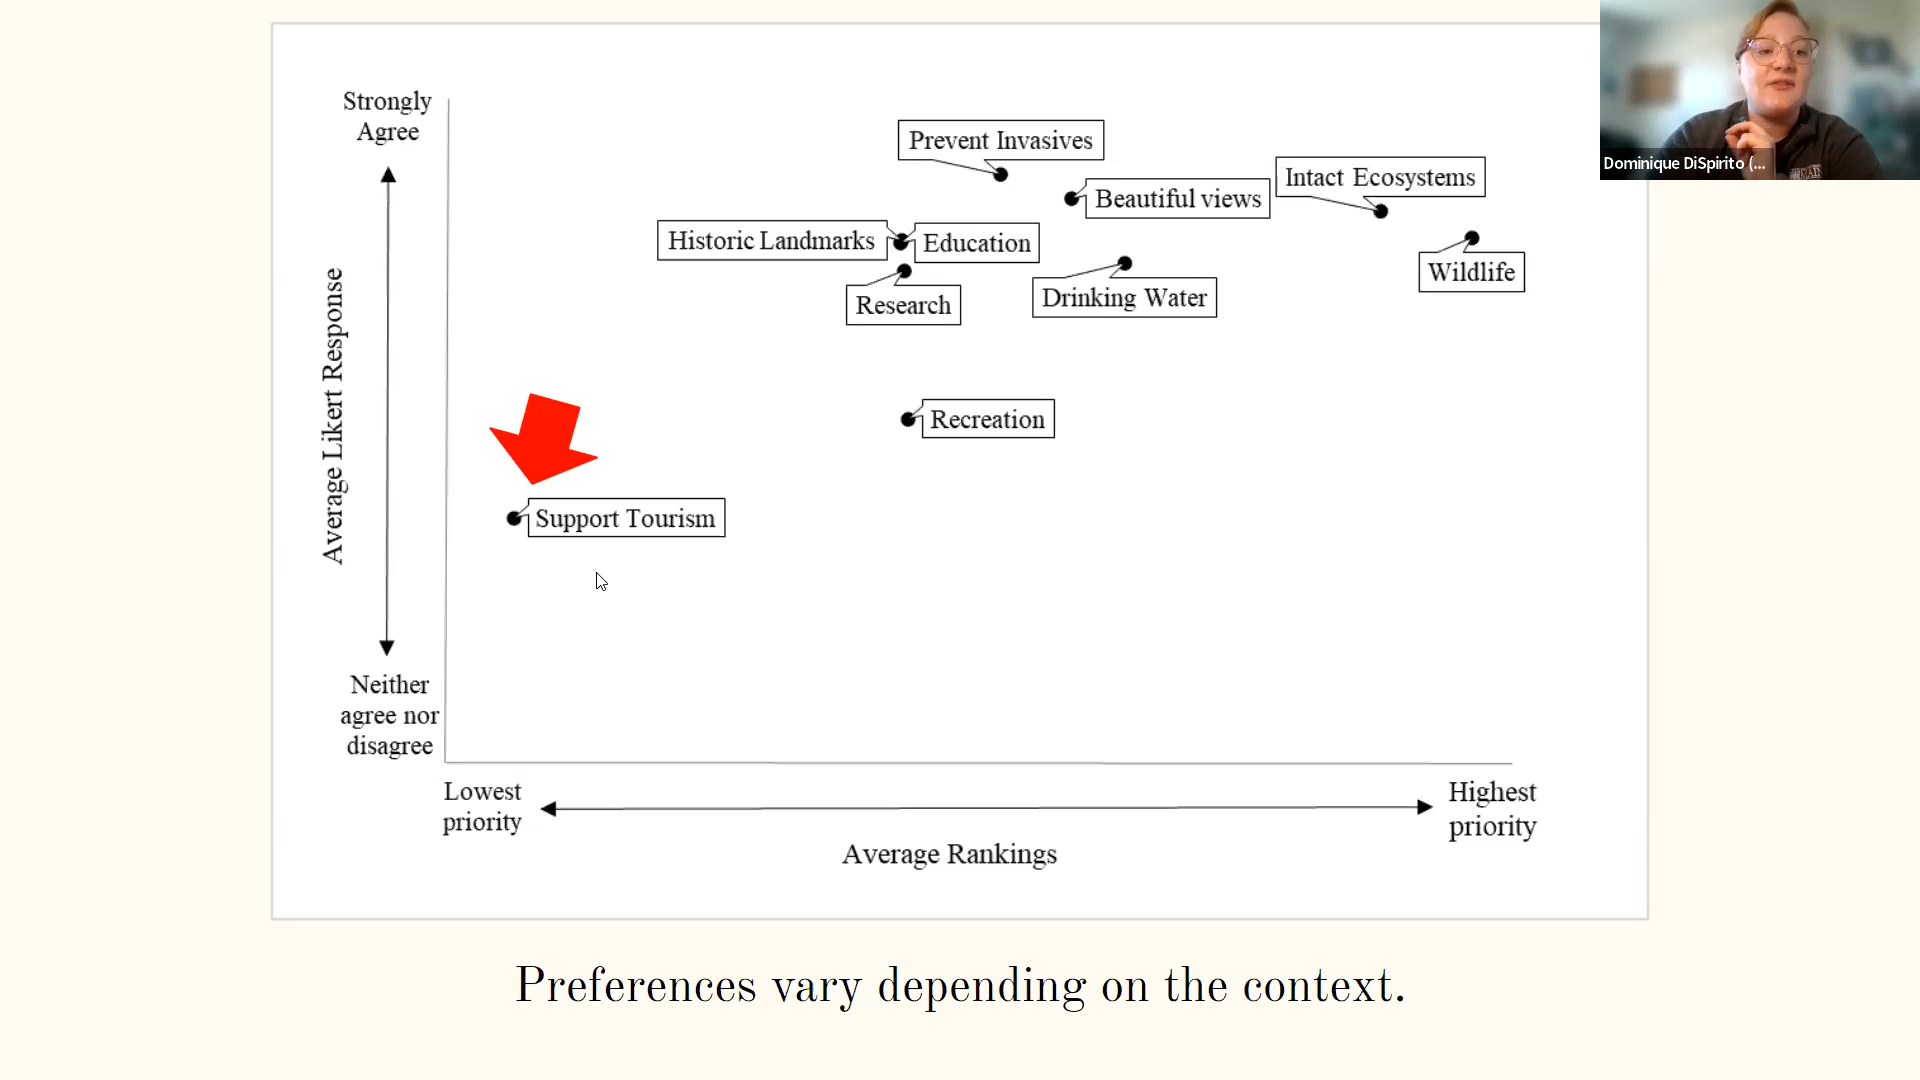 Strongly
Agree
Prevent Invasives
Intact Ecosystems
Beautiful views
Historic Landmarks
Education
Wildlife
Research
Drinking Water
Recreation
Support Tourism
Average Likert Response
Neither
agree nor
disagree
Lowest
priority
Highest
priority
Average Rankings
Preferences vary depending on the context.
Dominique DiSpirito (...